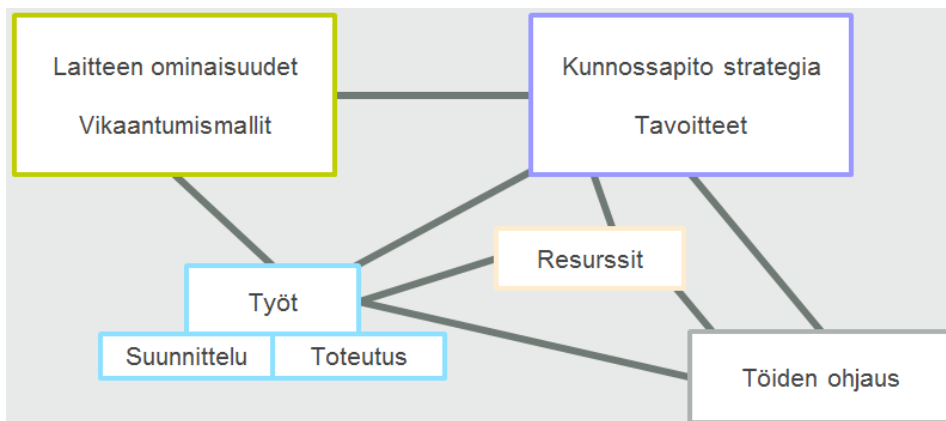 Laitteen ominaisuudet
Vikaantumismallit
Kunnossapito strategia
Tavoitteet
Resurssit
Työt
Suunnittelu
Toteutus
Töiden ohjaus